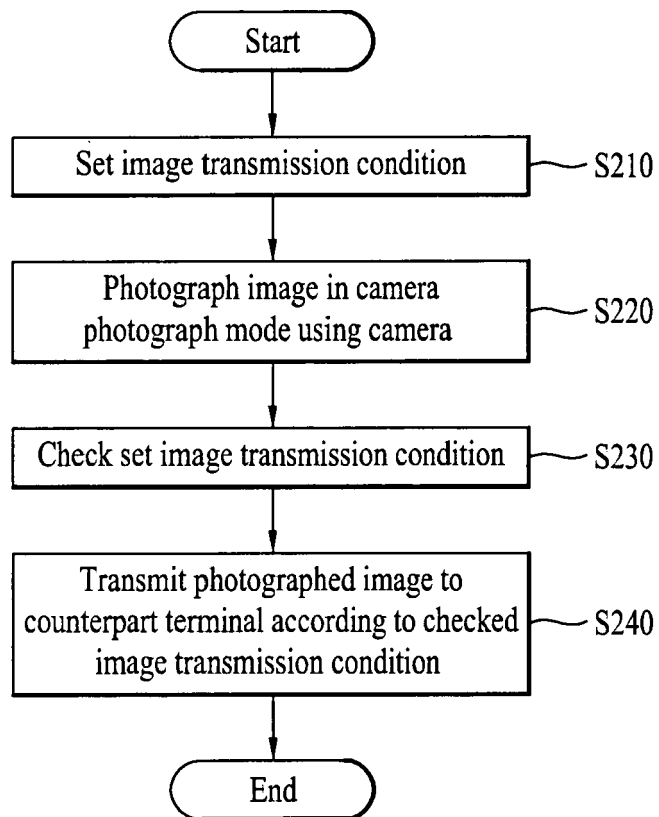 Start
Set image transmission condition
S210
Photograph image in camera
photograph mode using camera
S220
Check set image transmission condition
S230
Transmit photographed image to
counterpart terminal according to checked
image transmission condition
S240
End